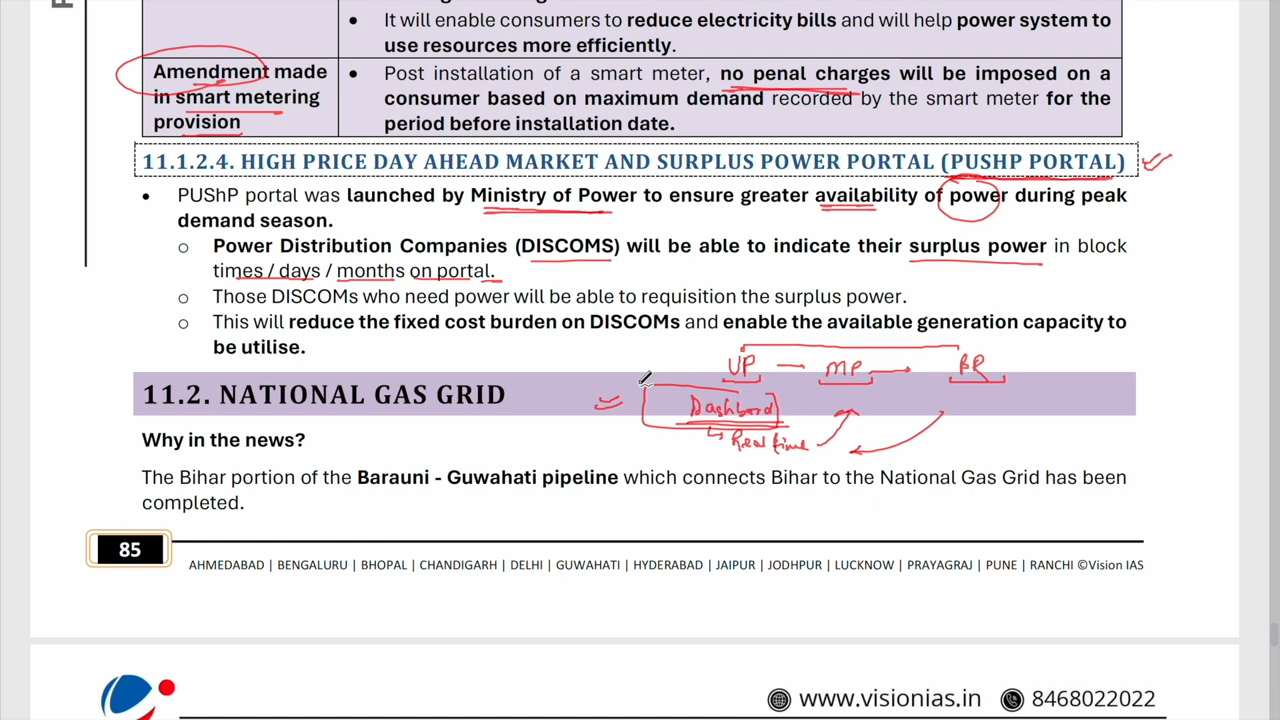 • It will enable consumers to reduce electricity bills and will help power system to
use resources more efficiently.
Amendment made
in smart metering
provision
• Post installation of a smart meter, no penal charges will be imposed on a
consumer based on maximum demand recorded by the smart meter for the
period before installation date.
11.1.2.4. HIGH PRICE DAY AHEAD MARKET AND SURPLUS POWER PORTAL (PUSHP PORTAL)
• PUShP portal was launched by Ministry of Power to ensure greater availability of power during peak
demand season.
o Power Distribution Companies (DISCOMS) will be able to indicate their surplus power in block
times / days / months on portal.
o Those DISCOMs who need power will be able to requisition the surplus power.
o This will reduce the fixed cost burden on DISCOMs and enable the available generation capacity to
be utilise.
UP → MP → BR
11.2. NATIONAL GAS GRID
Dashbord
Real time
Why in the news?
The Bihar portion of the Barauni - Guwahati pipeline which connects Bihar to the National Gas Grid has been
completed.
85
AHMEDABAD | BENGALURU | BHOPAL | CHANDIGARH | DELHI | GUWAHATI | HYDERABAD | JAIPUR | JODHPUR | LUCKNOW | PRAYAGRAJ | PUNE | RANCHI ©Vision IAS
www.visionias.in
8468022022